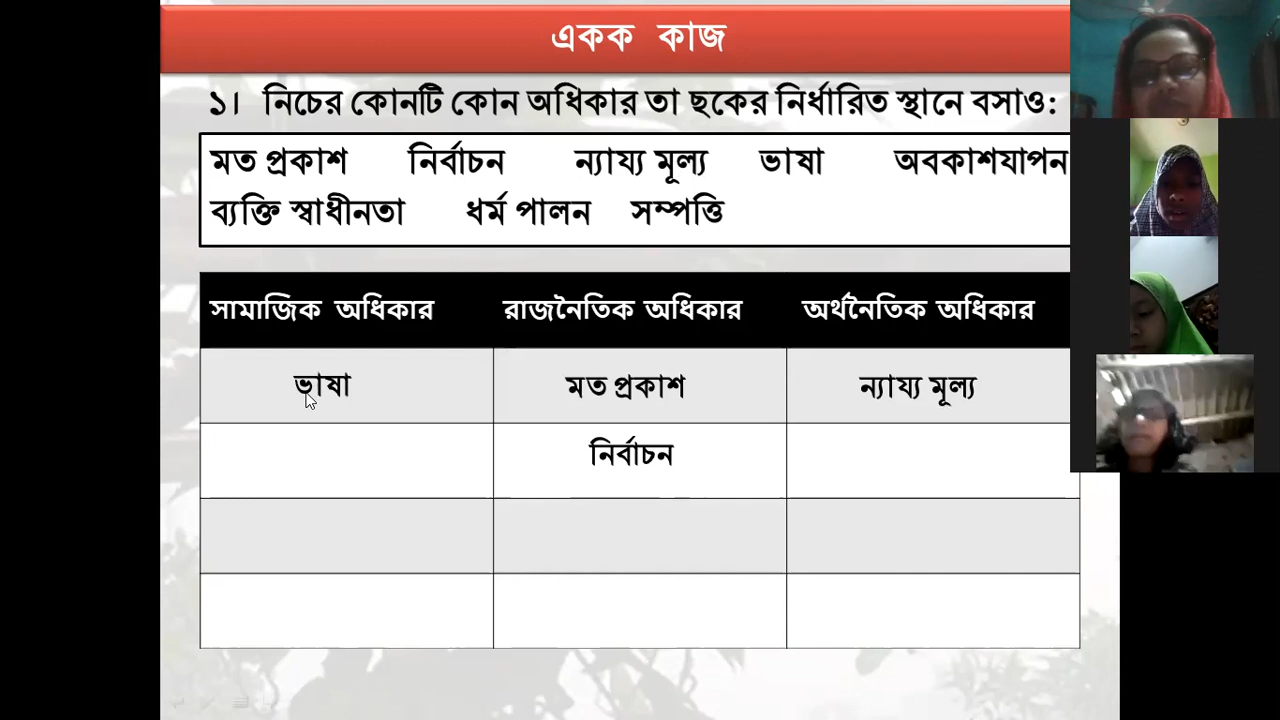 একক কাজ
১। নিচের কোনটি কোন অধিকার তা ছকের নির্ধারিত স্থানে বসাও:
মত প্রকাশ নির্বাচন ন্যায্য মূল্য ভাষা অবকাশযাপন
ব্যক্তি স্বাধীনতা ধর্ম পালন সম্পত্তি
সামাজিক অধিকার রাজনৈতিক অধিকার অর্থনৈতিক অধিকার
ভাষা মত প্রকাশ ন্যায্য মূল্য
নির্বাচন